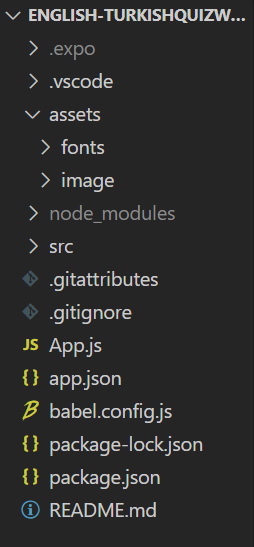 ENGLISH-TURKISHQUIZW...
.expo
.vscode
assets
fonts
image
node_modules
src
.gitattributes
.gitignore
JS App.js
{} app.json
babel.config.js
{} package-lock.json
{} package.json
README.md